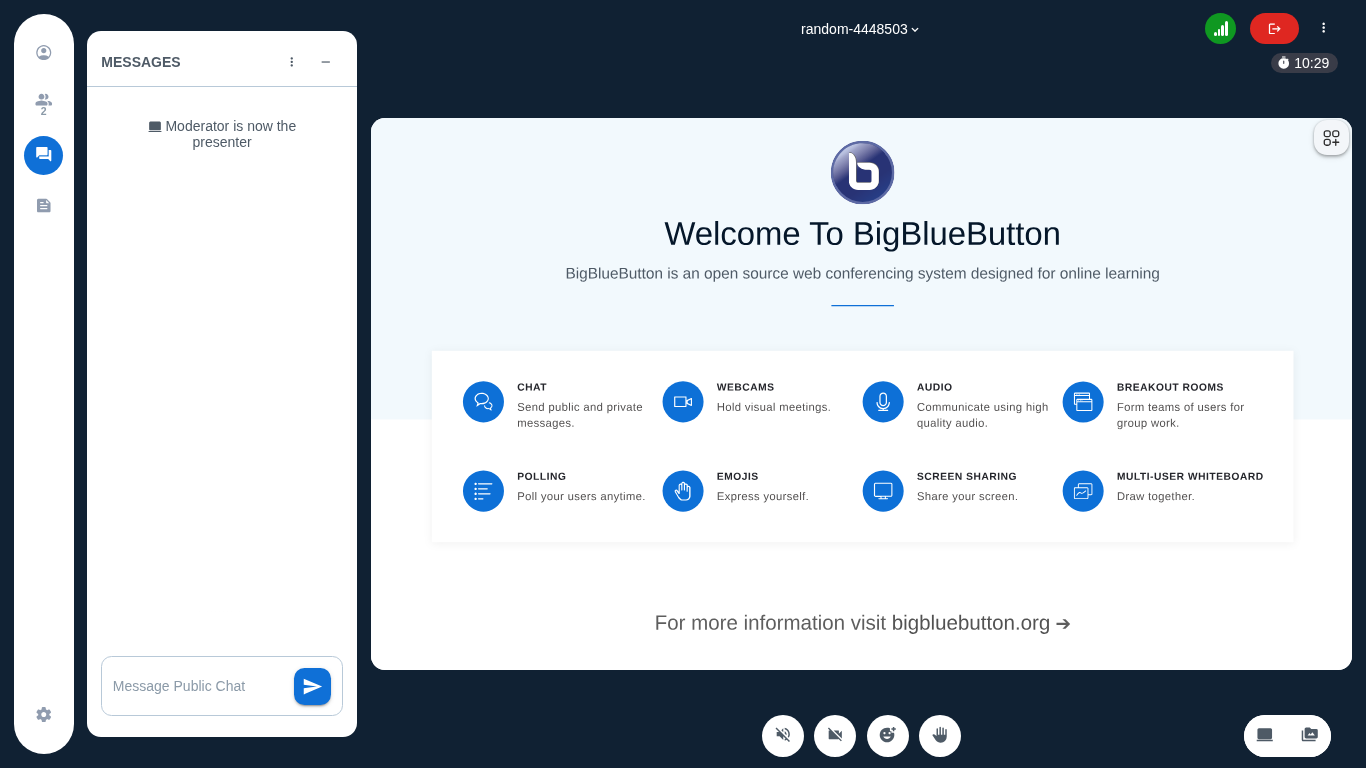 random-4448503
10:29
2
MESSAGES
Moderator is now the
presenter
Message Public Chat
Welcome To BigBlueButton
BigBlueButton is an open source web conferencing system designed for online learning
CHAT
Send public and private
messages.
WEBCAMS
Hold visual meetings.
AUDIO
Communicate using high
quality audio.
BREAKOUT ROOMS
Form teams of users for
group work.
POLLING
Poll your users anytime.
EMOJIS
Express yourself.
SCREEN SHARING
Share your screen.
MULTI-USER WHITEBOARD
Draw together.
For more information visit bigbluebutton.org ➔